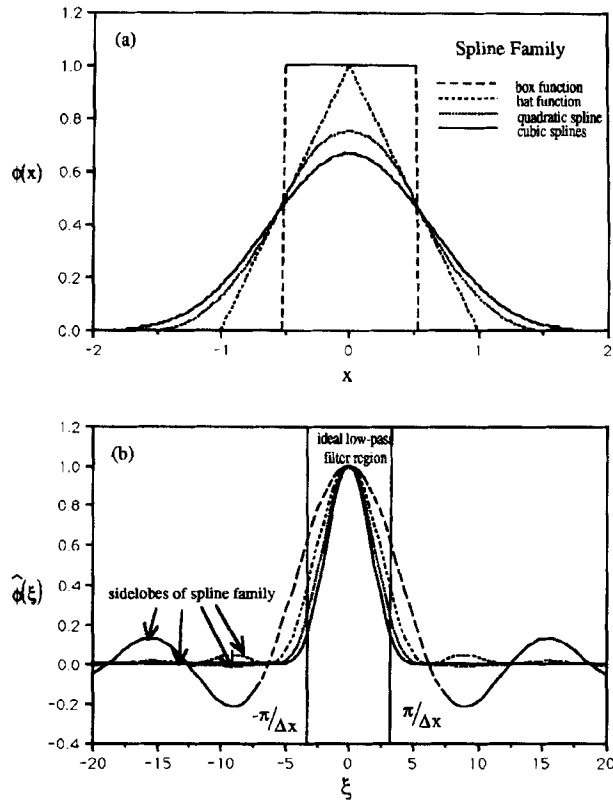 (a)
Spline Family
box function
hat function
quadratic spline
cubic splines
1.2
1.0
0.8
0.6
0.4
0.2
0.0
ϕ(x)
-2
-1
0
1
2
x
(b)
ideal low-pass
filter region
1.2
1.0
0.8
0.6
0.4
0.2
0.0
-0.2
-0.4
ϕ̂(ξ)
sidelobes of spline family
-π/Δx
π/Δx
-20
-15
-10
-5
0
5
10
15
20
ξ